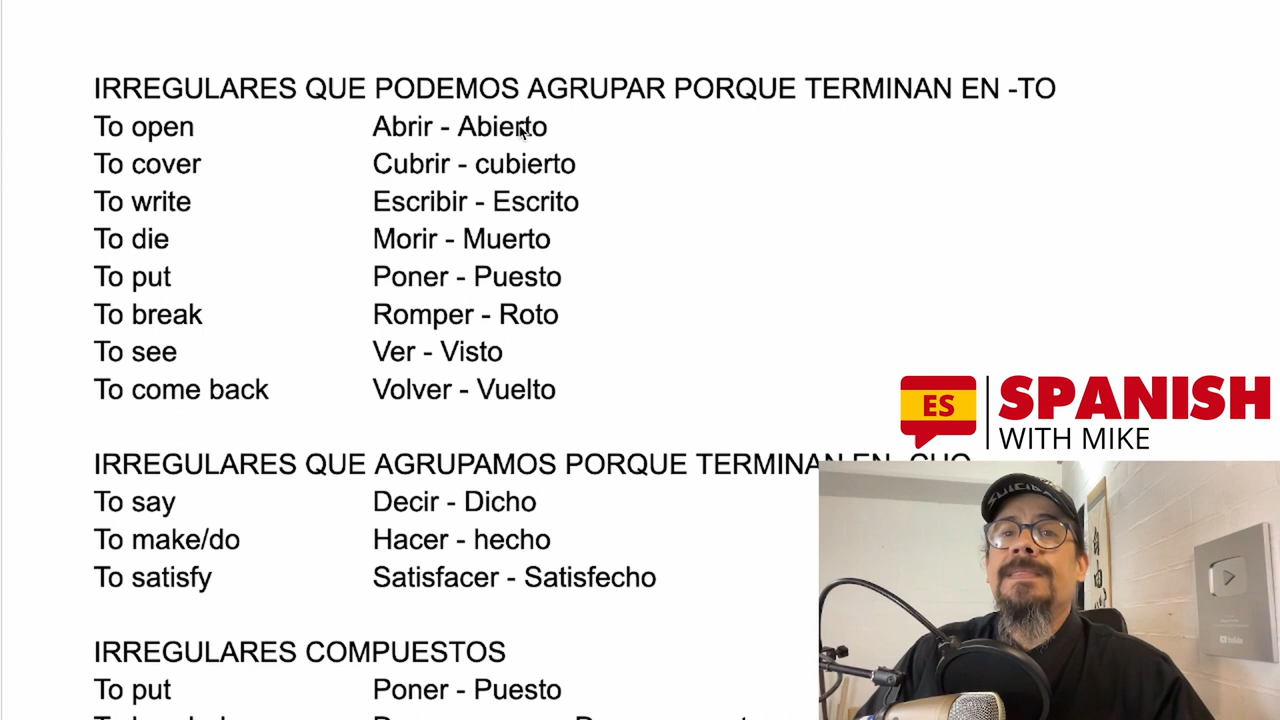 IRREGULARES QUE PODEMOS AGRUPAR PORQUE TERMINAN EN -TO
To open Abrir - Abierto
To cover Cubrir - cubierto
To write Escribir - Escrito
To die Morir - Muerto
To put Poner - Puesto
To break Romper - Roto
To see Ver - Visto
To come back Volver - Vuelto
ES SPANISH
WITH MIKE
IRREGULARES QUE AGRUPAMOS PORQUE TERMINAN EN -CHO
To say Decir - Dicho
To make/do Hacer - hecho
To satisfy Satisfacer - Satisfecho
IRREGULARES COMPUESTOS
To put Poner - Puesto